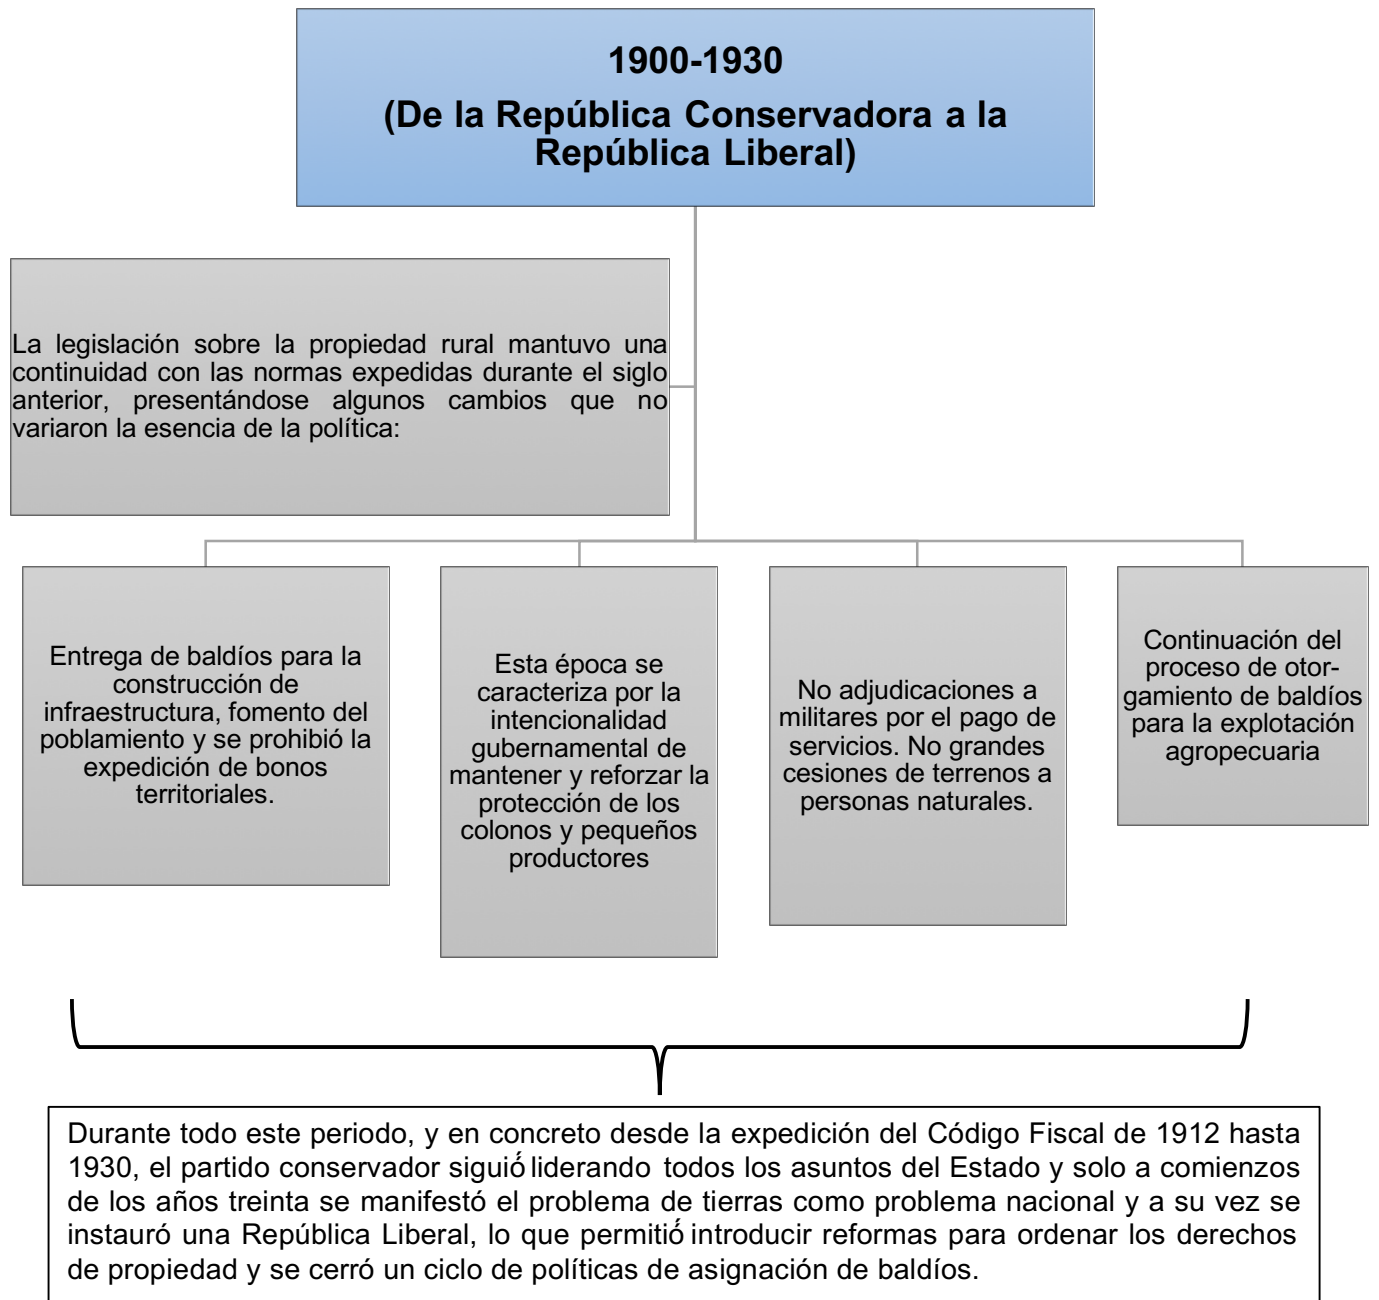 1900-1930
(De la República Conservadora a la
República Liberal)
La legislación sobre la propiedad rural mantuvo una
continuidad con las normas expedidas durante el siglo
anterior, presentándose algunos cambios que no
variaron la esencia de la política:
Entrega de baldíos para la
construcción de
infraestructura, fomento del
poblamiento y se prohibió la
expedición de bonos
territoriales.
Esta época se
caracteriza por la
intencionalidad
gubernamental de
mantener y reforzar la
protección de los
colonos y pequeños
productores
No adjudicaciones a
militares por el pago de
servicios. No grandes
cesiones de terrenos a
personas naturales.
Continuación del
proceso de otor-
gamiento de baldíos
para la explotación
agropecuaria
Durante todo este periodo, y en concreto desde la expedición del Código Fiscal de 1912 hasta
1930, el partido conservador siguió liderando todos los asuntos del Estado y solo a comienzos
de los años treinta se manifestó el problema de tierras como problema nacional y a su vez se
instauró una República Liberal, lo que permitió introducir reformas para ordenar los derechos
de propiedad y se cerró un ciclo de políticas de asignación de baldíos.